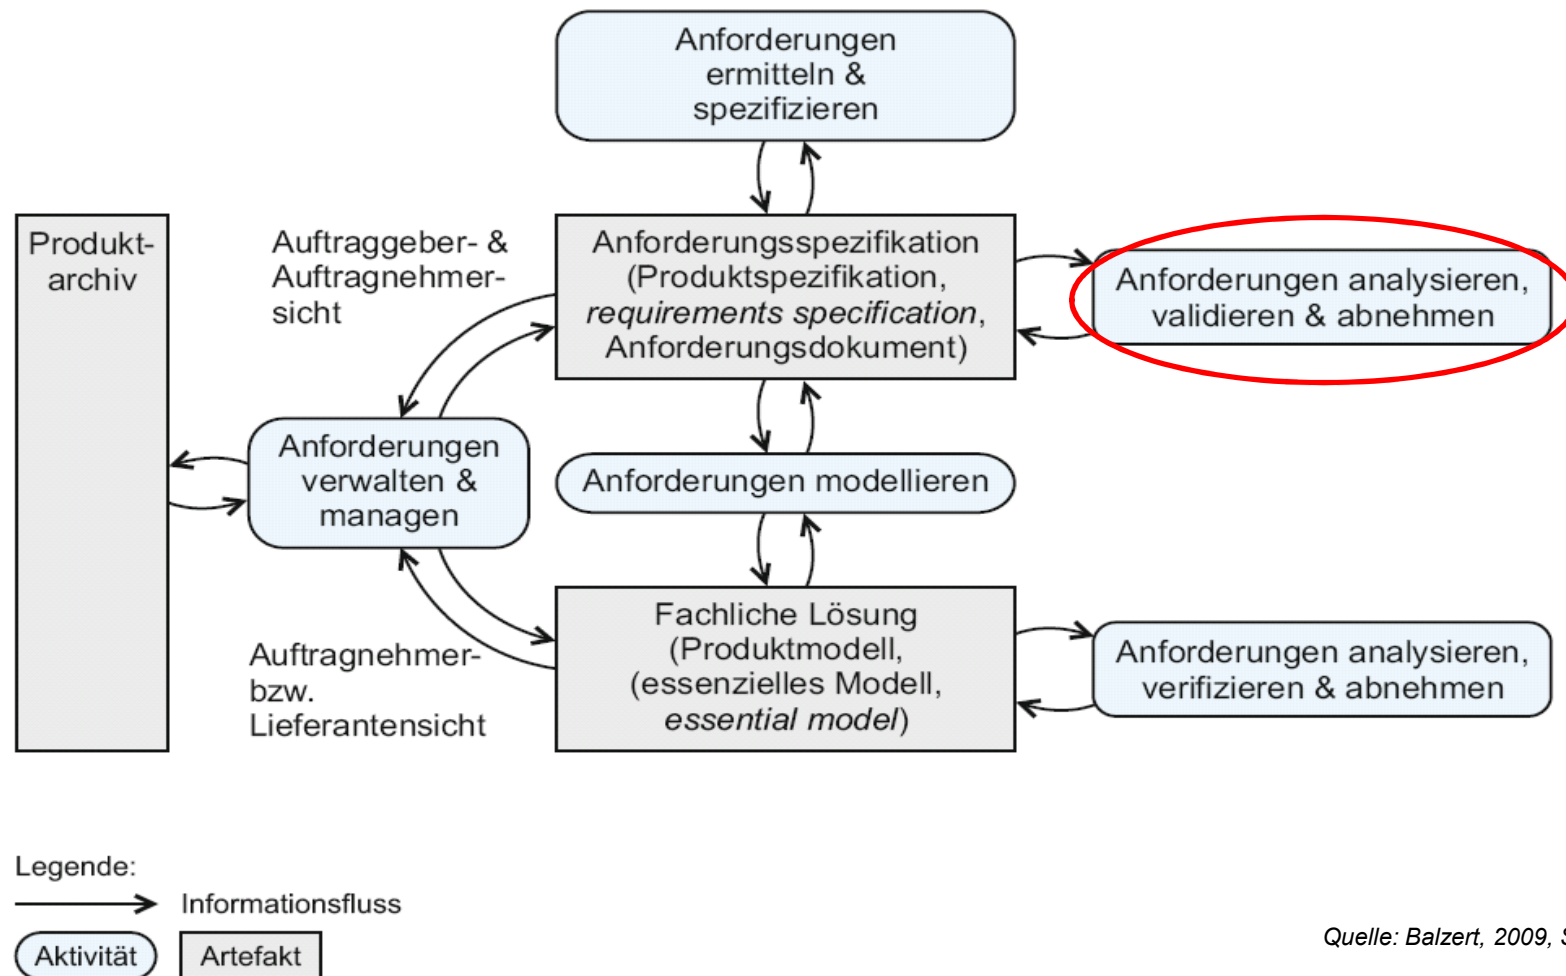 Anforderungen
ermitteln &
spezifizieren
Produkt-
archiv
Auftraggeber- &
Auftragnehmer-
sicht
Anforderungsspezifikation
(Produktspezifikation,
requirements specification,
Anforderungsdokument)
Anforderungen analysieren,
validieren & abnehmen
Anforderungen
verwalten &
managen
Anforderungen modellieren
Auftragnehmer-
bzw.
Lieferantensicht
Fachliche Lösung
(Produktmodell,
(essenzielles Modell,
essential model)
Anforderungen analysieren,
verifizieren & abnehmen
Legende:
Informationsfluss
Aktivität
Artefakt
Quelle: Balzert, 2009,